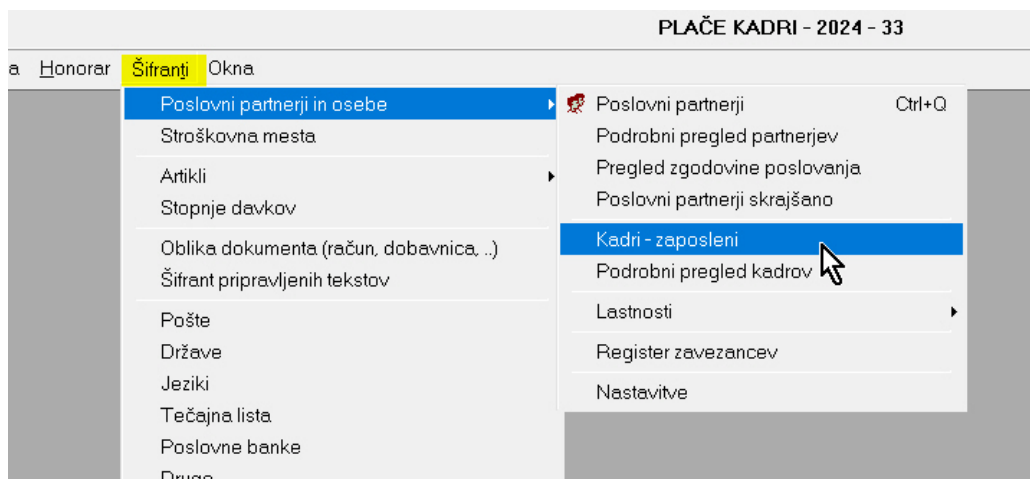 PLAČE KADRI - 2024 - 33
a Honorar Šifranti Okna
Poslovni partnerji in osebe
Stroškovna mesta
Artikli
Stopnje davkov
Oblika dokumenta (račun, dobavnica, ..)
Šifrant pripravljenih tekstov
Pošte
Države
Jeziki
Tečajna lista
Poslovne banke
Drugo
Poslovni partnerji Ctrl+Q
Podrobni pregled partnerjev
Pregled zgodovine poslovanja
Poslovni partnerji skrajšano
Kadri - zaposleni
Podrobni pregled kadrov
Lastnosti
Register zavezancev
Nastavitve